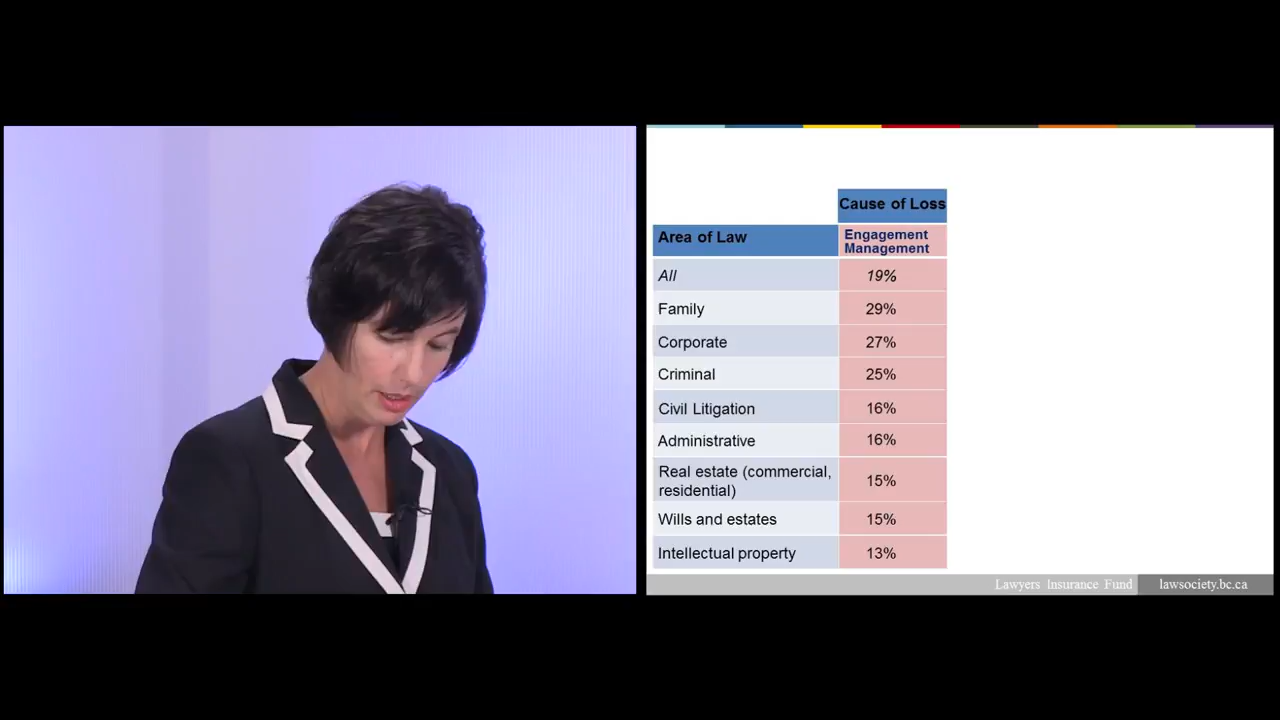 Cause of Loss
Area of Law Engagement
Management
All 19%
Family 29%
Corporate 27%
Criminal 25%
Civil Litigation 16%
Administrative 16%
Real estate (commercial,
residential) 15%
Wills and estates 15%
Intellectual property 13%
Lawyers Insurance Fund lawsociety.bc.ca